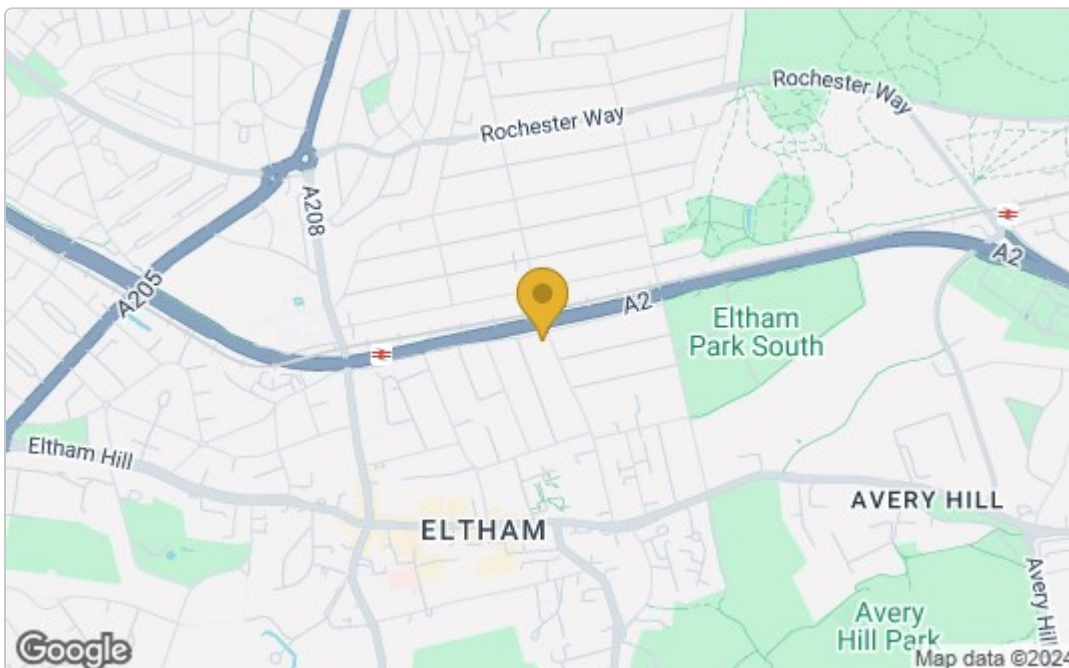 Rochester Way
Rochester Way
A208
A205
A2
A2
Eltham
Park South
Eltham Hill
ELTHAM
AVERY HILL
Avery
Hill Park
Avery Hill
Google
Map data ©2024